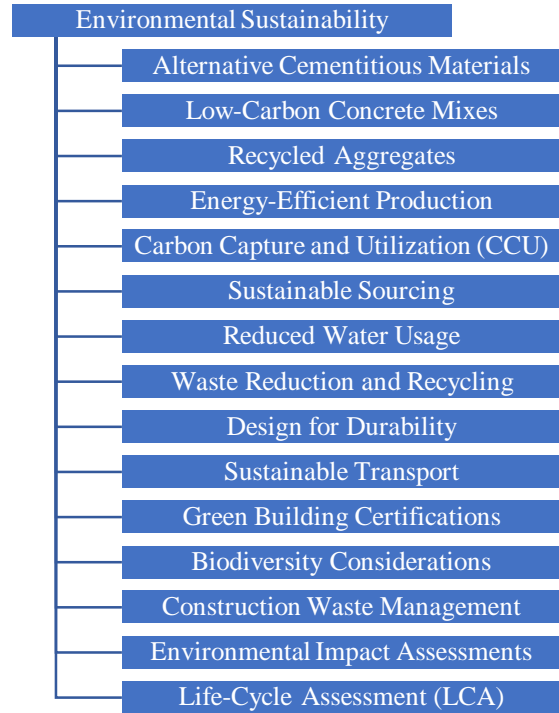 Environmental Sustainability
Alternative Cementitious Materials
Low-Carbon Concrete Mixes
Recycled Aggregates
Energy-Efficient Production
Carbon Capture and Utilization (CCU)
Sustainable Sourcing
Reduced Water Usage
Waste Reduction and Recycling
Design for Durability
Sustainable Transport
Green Building Certifications
Biodiversity Considerations
Construction Waste Management
Environmental Impact Assessments
Life-Cycle Assessment (LCA)